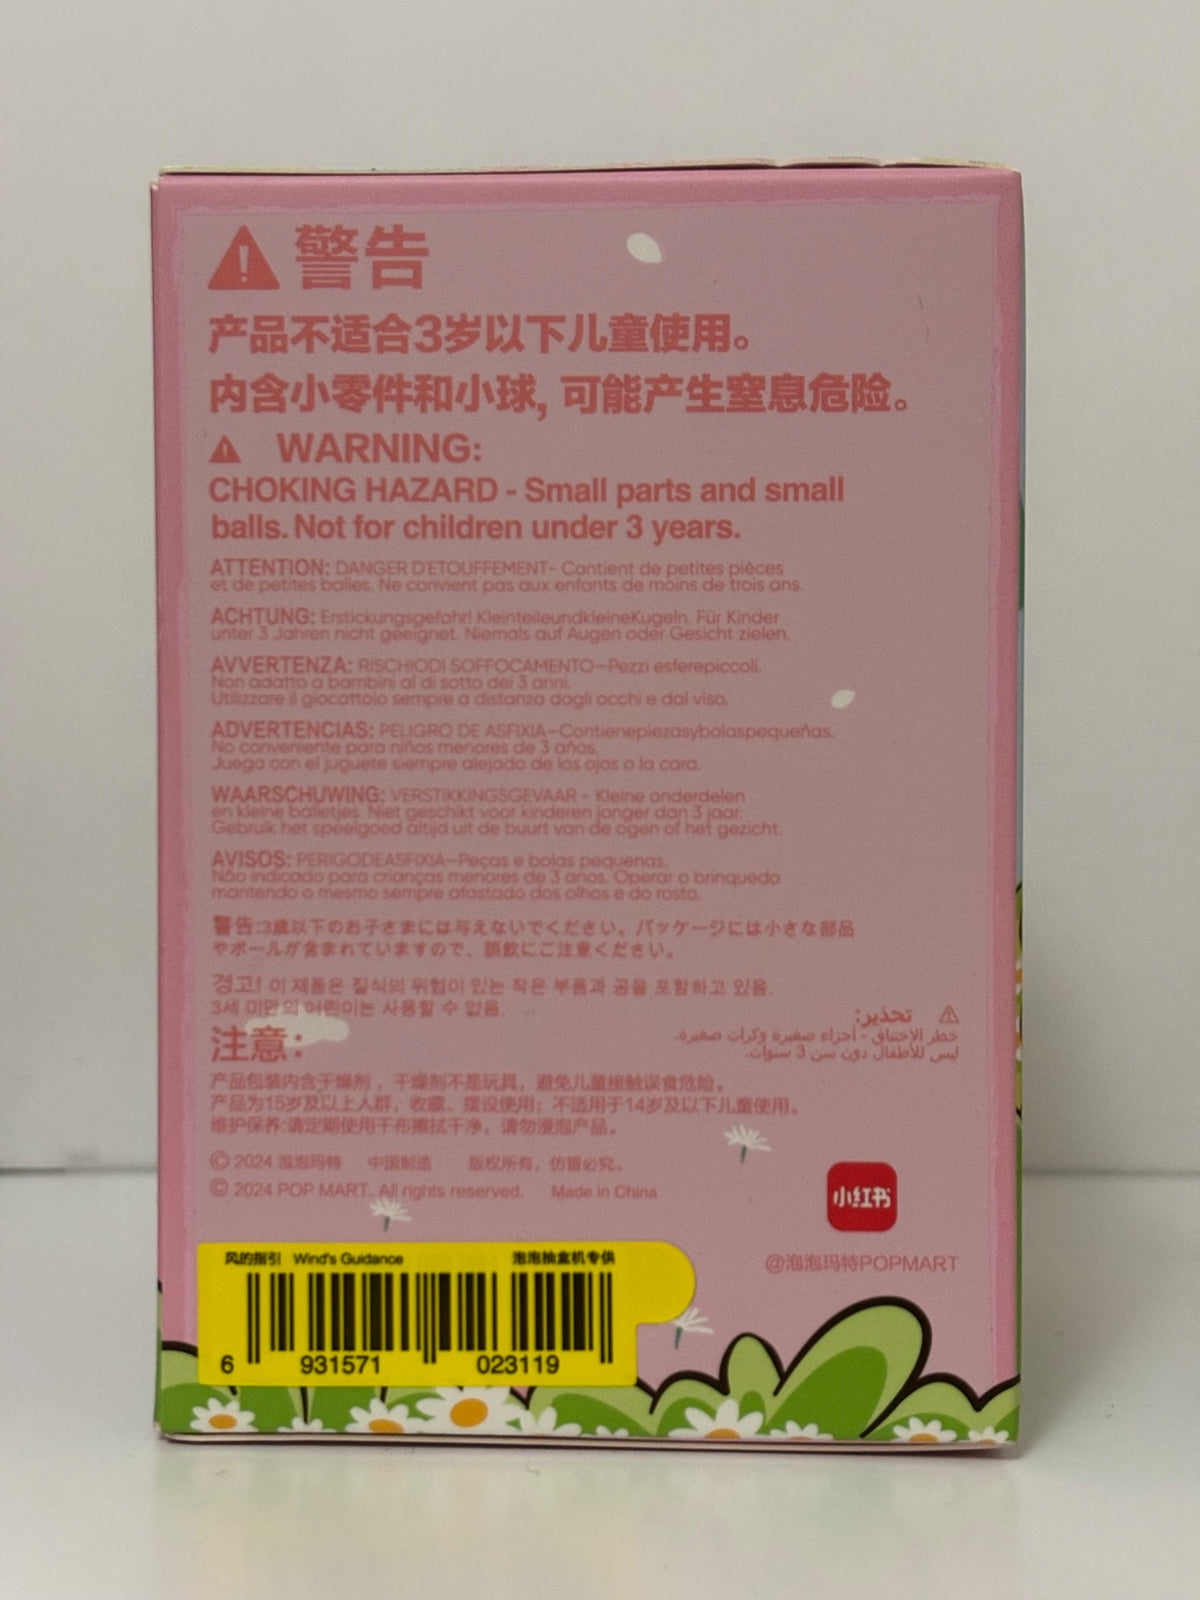 警告
产品不适合3岁以下儿童使用。
内含小零件和小球, 可能产生窒息危险。
WARNING:
CHOKING HAZARD - Small parts and small
balls. Not for children under 3 years.
ATTENTION: DANGER D'ETOUFFEMENT- Contient de petites pièces
et de petites balles. Ne convient pas aux enfants de moins de trois ans.
ACHTUNG: Erstickungsgefahr! KleinteileundkleineKugeln. Für Kinder
unter 3 Jahren nicht geeignet. Niemals auf Augen oder Gesicht zielen.
AVVERTENZA: RISCHIODI SOFFOCAMENTO—Pezzi esferepiccoli.
Non adatto a bambini al di sotto dei 3 anni.
Utilizzare il giocattolo sempre a distanza dagli occhi e dal viso.
ADVERTENCIAS: PELIGRO DE ASFIXIA—Contienepiezasybolaspequeñas.
No conveniente para niños menores de 3 años.
Juega con el juguete siempre alejado de los ojos a la cara.
WAARSCHUWING: VERSTIKKINGSGEVAAR - Kleine onderdelen
en kleine balletjes. Niet geschikt voor kinderen jonger dan 3 jaar.
Gebruik het speelgoed altijd uit de buurt van de ogen of het gezicht.
AVISOS: PERIGODEASFIXIA—Peças e bolas pequenas.
Não indicado para crianças menores de 3 anos. Operar o brinquedo
mantendo o mesmo sempre afastado dos olhos e do rosto.
警告:3歳以下のお子さまには与えないでください。パッケージには小さな部品
やボールが含まれていますので、誤飲にご注意ください。
경고! 이 제품은 질식의 위험이 있는 작은 부품과 공을 포함하고 있음.
3세 미만의 어린이는 사용할 수 없음.
تحذير:
خطر الاختناق - أجزاء صغيرة وكرات صغيرة.
ليس للأطفال دون سن 3 سنوات.
注意:
产品包装内含干燥剂，干燥剂不是玩具，避免儿童接触误食危险。
产品为15岁及以上人群，收藏、摆设使用；不适用于14岁及以下儿童使用。
维护保养:请定期使用干布擦拭干净，请勿浸泡产品。
© 2024 泡泡玛特 中国制造 版权所有，仿冒必究。
© 2024 POP MART. All rights reserved. Made in China
小红书
@泡泡玛特POPMART
风的指引 Wind's Guidance 泡泡抽盒机专供
6 931571 023119